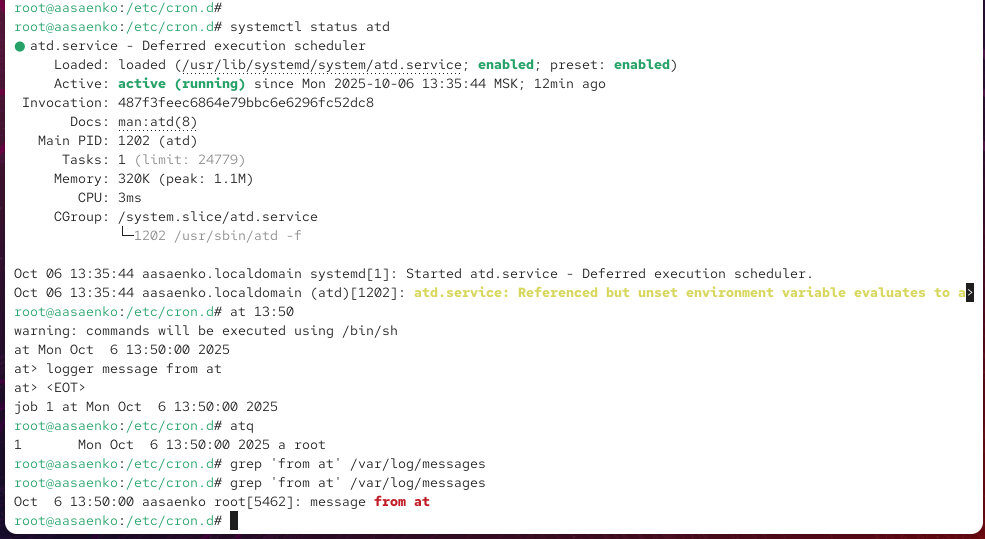 root@aasaenko:/etc/cron.d#
root@aasaenko:/etc/cron.d# systemctl status atd
● atd.service - Deferred execution scheduler
     Loaded: loaded (/usr/lib/systemd/system/atd.service; enabled; preset: enabled)
     Active: active (running) since Mon 2025-10-06 13:35:44 MSK; 12min ago
 Invocation: 487f3feec6864e79bbc6e6296fc52dc8
       Docs: man:atd(8)
   Main PID: 1202 (atd)
      Tasks: 1 (limit: 24779)
     Memory: 320K (peak: 1.1M)
        CPU: 3ms
     CGroup: /system.slice/atd.service
             └─1202 /usr/sbin/atd -f
Oct 06 13:35:44 aasaenko.localdomain systemd[1]: Started atd.service - Deferred execution scheduler.
Oct 06 13:35:44 aasaenko.localdomain (atd)[1202]: atd.service: Referenced but unset environment variable evaluates to a>
root@aasaenko:/etc/cron.d# at 13:50
warning: commands will be executed using /bin/sh
at Mon Oct  6 13:50:00 2025
at> logger message from at
at> <EOT>
job 1 at Mon Oct  6 13:50:00 2025
root@aasaenko:/etc/cron.d# atq
1       Mon Oct  6 13:50:00 2025 a root
root@aasaenko:/etc/cron.d# grep 'from at' /var/log/messages
root@aasaenko:/etc/cron.d# grep 'from at' /var/log/messages
Oct  6 13:50:00 aasaenko root[5462]: message from at
root@aasaenko:/etc/cron.d#